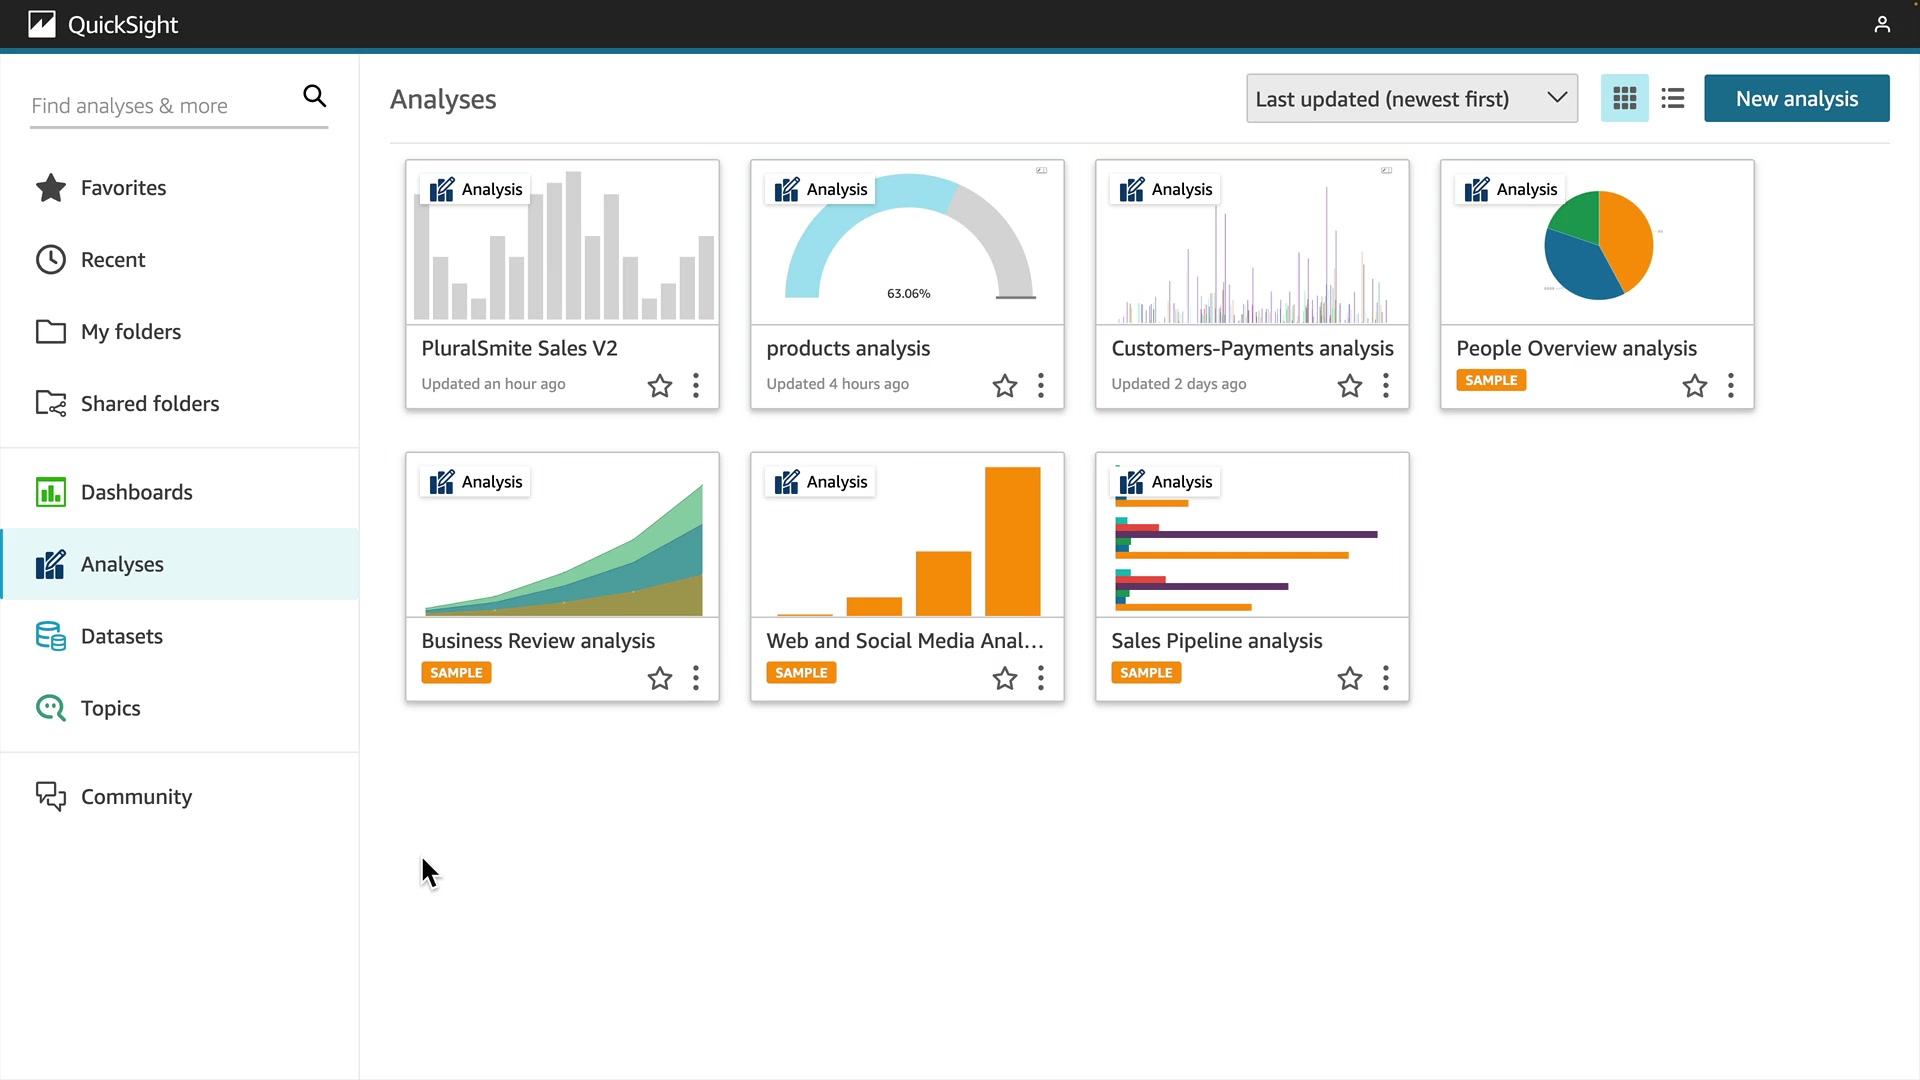 QuickSight
Find analyses & more
Favorites
Recent
My folders
Shared folders
Dashboards
Analyses
Datasets
Topics
Community
Analyses
Last updated (newest first)
New analysis
Analysis
PluralSmite Sales V2
Updated an hour ago
Analysis
63.06%
products analysis
Updated 4 hours ago
Analysis
Customers-Payments analysis
Updated 2 days ago
Analysis
People Overview analysis
SAMPLE
Analysis
Business Review analysis
SAMPLE
Analysis
Web and Social Media Anal...
SAMPLE
Analysis
Sales Pipeline analysis
SAMPLE